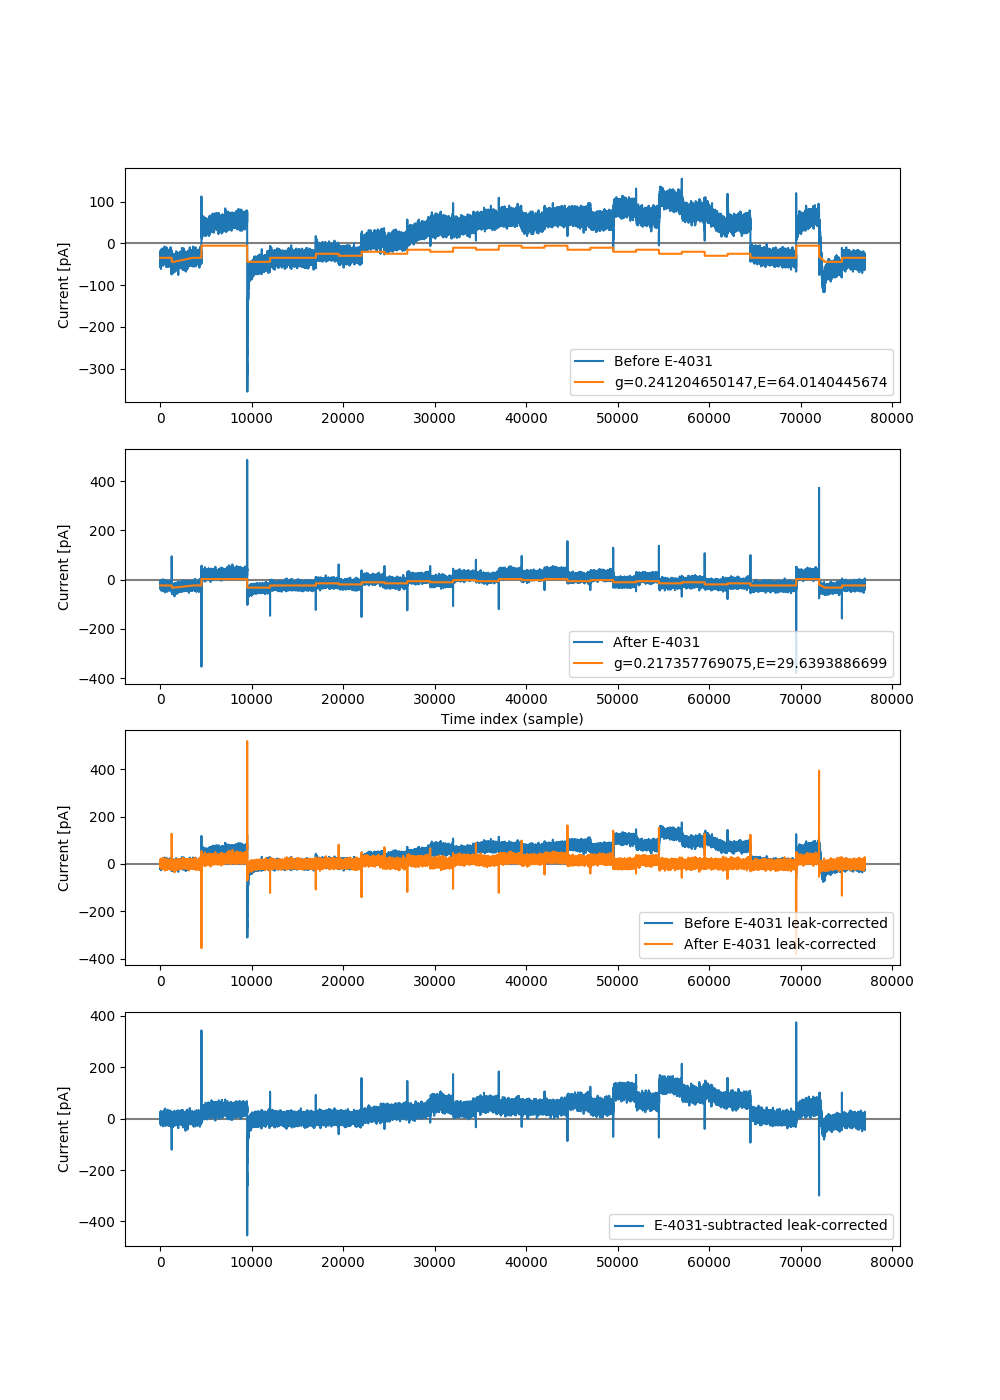 100
0
−100
−200
−300
Current [pA]
Before E-4031
g=0.241204650147,E=64.0140445674
0 10000 20000 30000 40000 50000 60000 70000 80000
400
200
0
−200
−400
Current [pA]
After E-4031
g=0.217357769075,E=29.6393886699
0 10000 20000 30000 40000 50000 60000 70000 80000
Time index (sample)
400
200
0
−200
−400
Current [pA]
Before E-4031 leak-corrected
After E-4031 leak-corrected
0 10000 20000 30000 40000 50000 60000 70000 80000
400
200
0
−200
−400
Current [pA]
E-4031-subtracted leak-corrected
0 10000 20000 30000 40000 50000 60000 70000 80000